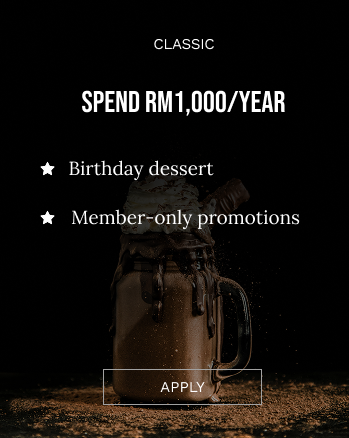 CLASSIC
SPEND RM1,000/YEAR
Birthday dessert
Member-only promotions
APPLY